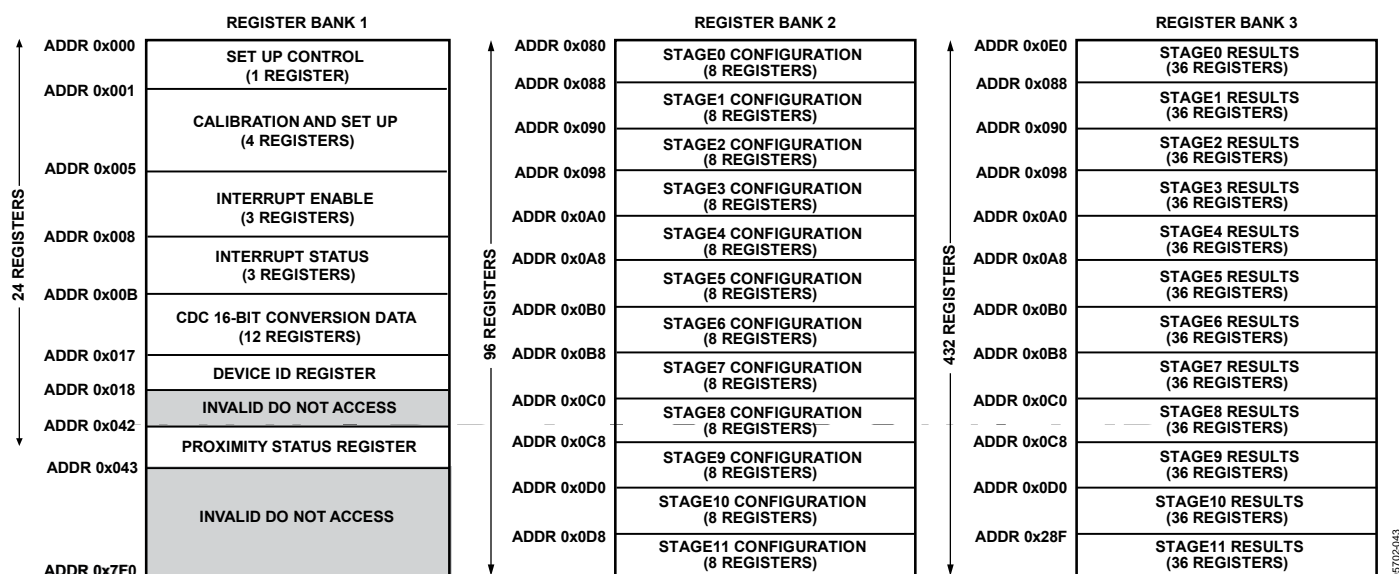 REGISTER BANK 1
ADDR 0x000
SET UP CONTROL
(1 REGISTER)
ADDR 0x001
CALIBRATION AND SET UP
(4 REGISTERS)
ADDR 0x005
INTERRUPT ENABLE
(3 REGISTERS)
ADDR 0x008
INTERRUPT STATUS
(3 REGISTERS)
ADDR 0x00B
CDC 16-BIT CONVERSION DATA
(12 REGISTERS)
ADDR 0x017
DEVICE ID REGISTER
ADDR 0x018
INVALID DO NOT ACCESS
ADDR 0x042
PROXIMITY STATUS REGISTER
ADDR 0x043
INVALID DO NOT ACCESS
ADDR 0x7F0
24 REGISTERS
REGISTER BANK 2
ADDR 0x080
STAGE0 CONFIGURATION
(8 REGISTERS)
ADDR 0x088
STAGE1 CONFIGURATION
(8 REGISTERS)
ADDR 0x090
STAGE2 CONFIGURATION
(8 REGISTERS)
ADDR 0x098
STAGE3 CONFIGURATION
(8 REGISTERS)
ADDR 0x0A0
STAGE4 CONFIGURATION
(8 REGISTERS)
ADDR 0x0A8
STAGE5 CONFIGURATION
(8 REGISTERS)
ADDR 0x0B0
STAGE6 CONFIGURATION
(8 REGISTERS)
ADDR 0x0B8
STAGE7 CONFIGURATION
(8 REGISTERS)
ADDR 0x0C0
STAGE8 CONFIGURATION
(8 REGISTERS)
ADDR 0x0C8
STAGE9 CONFIGURATION
(8 REGISTERS)
ADDR 0x0D0
STAGE10 CONFIGURATION
(8 REGISTERS)
ADDR 0x0D8
STAGE11 CONFIGURATION
(8 REGISTERS)
96 REGISTERS
REGISTER BANK 3
ADDR 0x0E0
STAGE0 RESULTS
(36 REGISTERS)
ADDR 0x088
STAGE1 RESULTS
(36 REGISTERS)
ADDR 0x090
STAGE2 RESULTS
(36 REGISTERS)
ADDR 0x098
STAGE3 RESULTS
(36 REGISTERS)
ADDR 0x0A0
STAGE4 RESULTS
(36 REGISTERS)
ADDR 0x0A8
STAGE5 RESULTS
(36 REGISTERS)
ADDR 0x0B0
STAGE6 RESULTS
(36 REGISTERS)
ADDR 0x0B8
STAGE7 RESULTS
(36 REGISTERS)
ADDR 0x0C0
STAGE8 RESULTS
(36 REGISTERS)
ADDR 0x0C8
STAGE9 RESULTS
(36 REGISTERS)
ADDR 0x0D0
STAGE10 RESULTS
(36 REGISTERS)
ADDR 0x28F
STAGE11 RESULTS
(36 REGISTERS)
432 REGISTERS